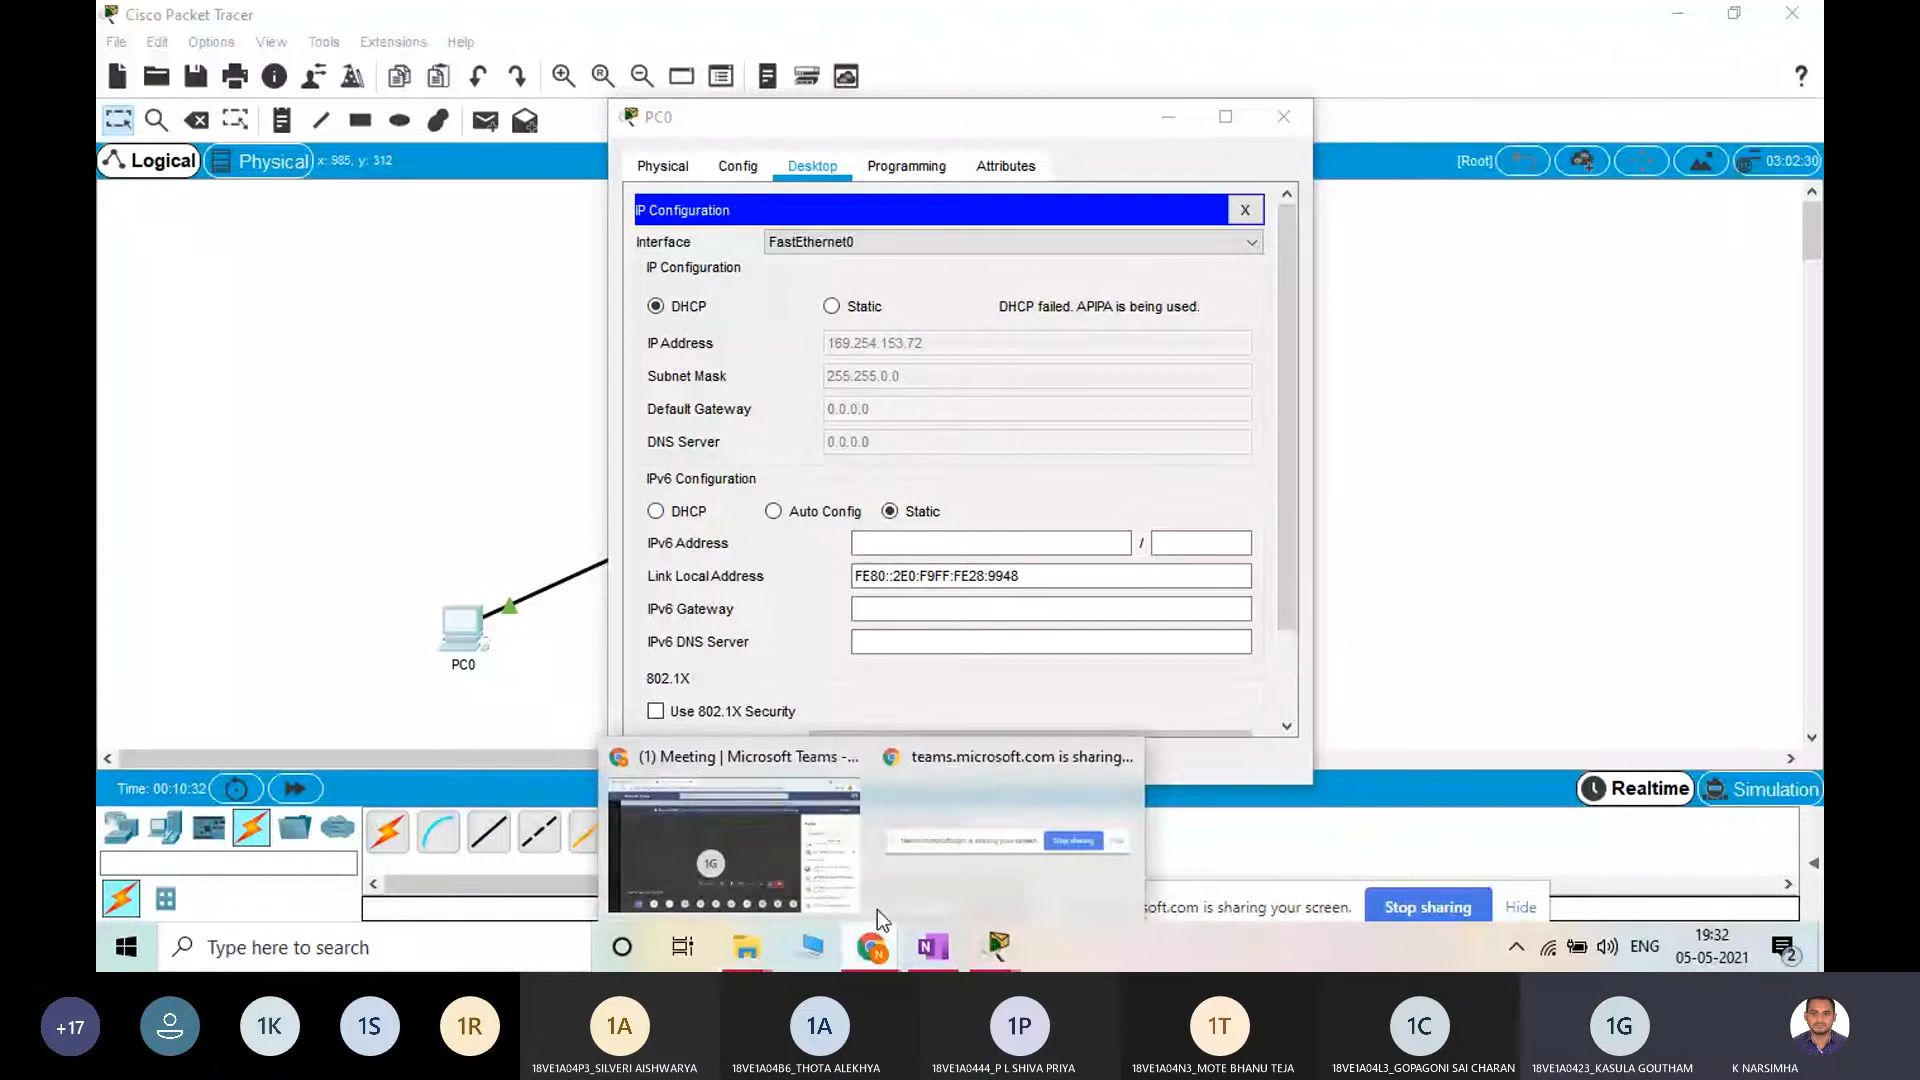 Cisco Packet Tracer
File Edit Options View Tools Extensions Help
?
PC0
Logical Physical x: 985, y: 312
[Root] 03:02:30
Physical Config Desktop Programming Attributes
IP Configuration X
Interface FastEthernet0
IP Configuration
DHCP Static DHCP failed. APIPA is being used.
IP Address 169.254.153.72
Subnet Mask 255.255.0.0
Default Gateway 0.0.0.0
DNS Server 0.0.0.0
IPv6 Configuration
DHCP Auto Config Static
IPv6 Address /
Link Local Address FE80::2E0:F9FF:FE28:9948
IPv6 Gateway
IPv6 DNS Server
802.1X
Use 802.1X Security
PC0
(1) Meeting | Microsoft Teams -... teams.microsoft.com is sharing...
Time: 00:10:32
Realtime Simulation
1G
Stop sharing
soft.com is sharing your screen. Stop sharing Hide
Type here to search
N
N
ENG
19:32
05-05-2021
2
+17 1K 1S 1R 1A 1A 1P 1T 1C 1G
18VE1A04P3_SILVERI AISHWARYA 18VE1A04B6_THOTA ALEKHYA 18VE1A0444_P L SHIVA PRIYA 18VE1A04N3_MOTE BHANU TEJA 18VE1A04L3_GOPAGONI SAI CHARAN 18VE1A0423_KASULA GOUTHAM K NARSIMHA